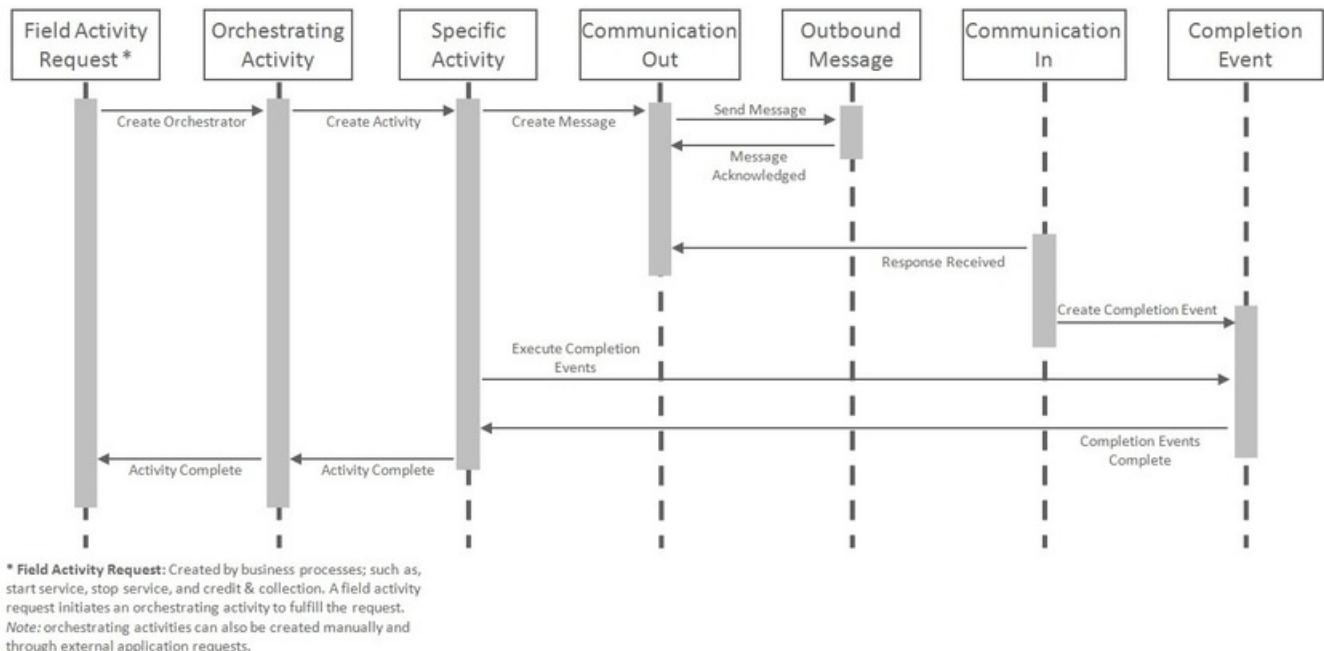 Field Activity
Request *
Orchestrating
Activity
Specific
Activity
Communication
Out
Outbound
Message
Communication
In
Completion
Event
Create Orchestrator
Create Activity
Create Message
Send Message
Message
Acknowledged
Response Received
Create Completion Event
Execute Completion
Events
Completion Events
Complete
Activity Complete
Activity Complete
* Field Activity Request: Created by business processes; such as,
start service, stop service, and credit & collection. A field activity
request initiates an orchestrating activity to fulfill the request.
Note: orchestrating activities can also be created manually and
through external application requests.